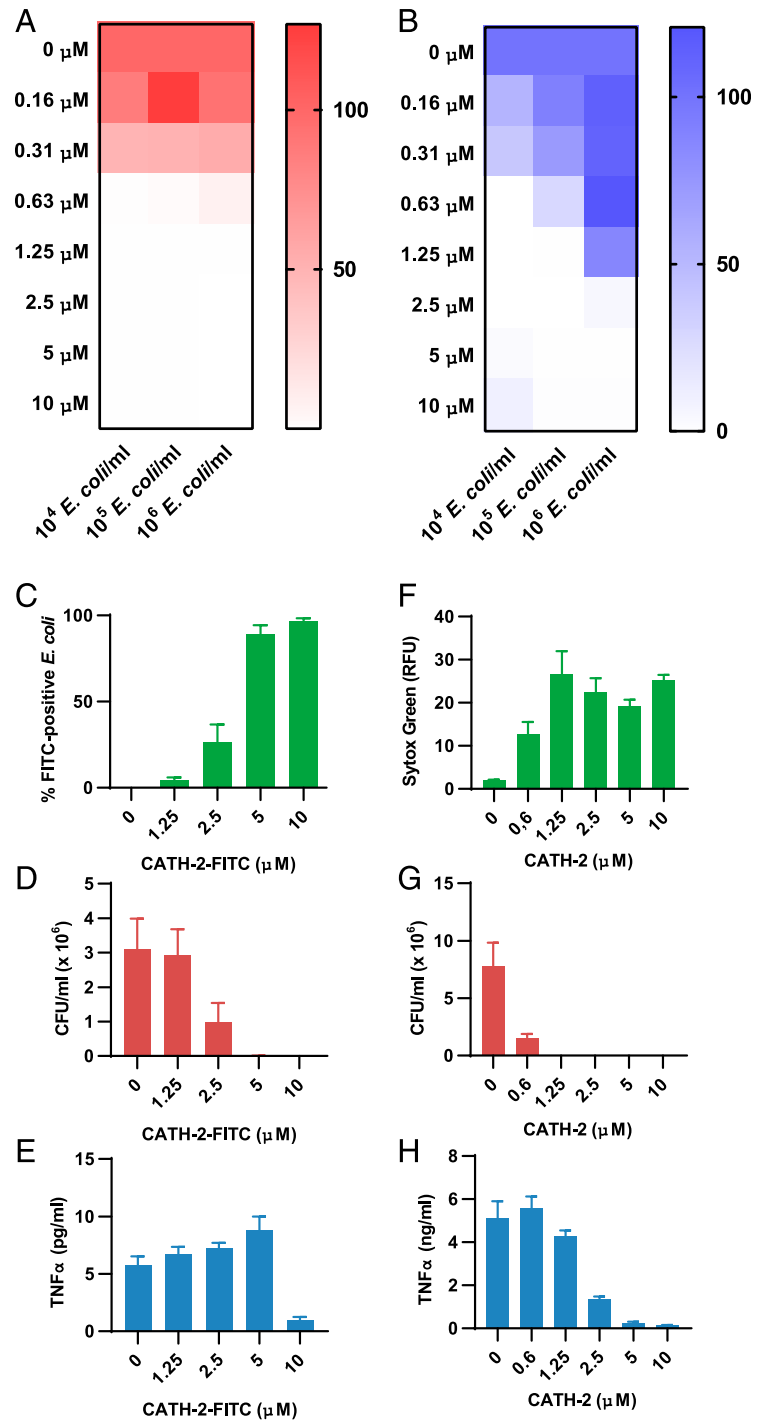 A
0 μM
0.16 μM
0.31 μM
0.63 μM
1.25 μM
2.5 μM
5 μM
10 μM
10⁴ E. coli/ml
10⁵ E. coli/ml
10⁶ E. coli/ml
100
50
B
0 μM
0.16 μM
0.31 μM
0.63 μM
1.25 μM
2.5 μM
5 μM
10 μM
10⁴ E. coli/ml
10⁵ E. coli/ml
10⁶ E. coli/ml
100
50
0
C
% FITC-positive E. coli
100
50
0
0 1.25 2.5 5 10
CATH-2-FITC (μM)
F
Sytox Green (RFU)
40
30
20
10
0
0 0,6 1.25 2.5 5 10
CATH-2 (μM)
D
CFU/ml (x 10⁶)
5
4
3
2
1
0
0 1.25 2.5 5 10
CATH-2-FITC (μM)
G
CFU/ml (x 10⁶)
15
10
5
0
0 0.6 1.25 2.5 5 10
CATH-2 (μM)
E
TNFα (pg/ml)
15
10
5
0
0 1.25 2.5 5 10
CATH-2-FITC (μM)
H
TNFα (ng/ml)
8
6
4
2
0
0 0.6 1.25 2.5 5 10
CATH-2 (μM)